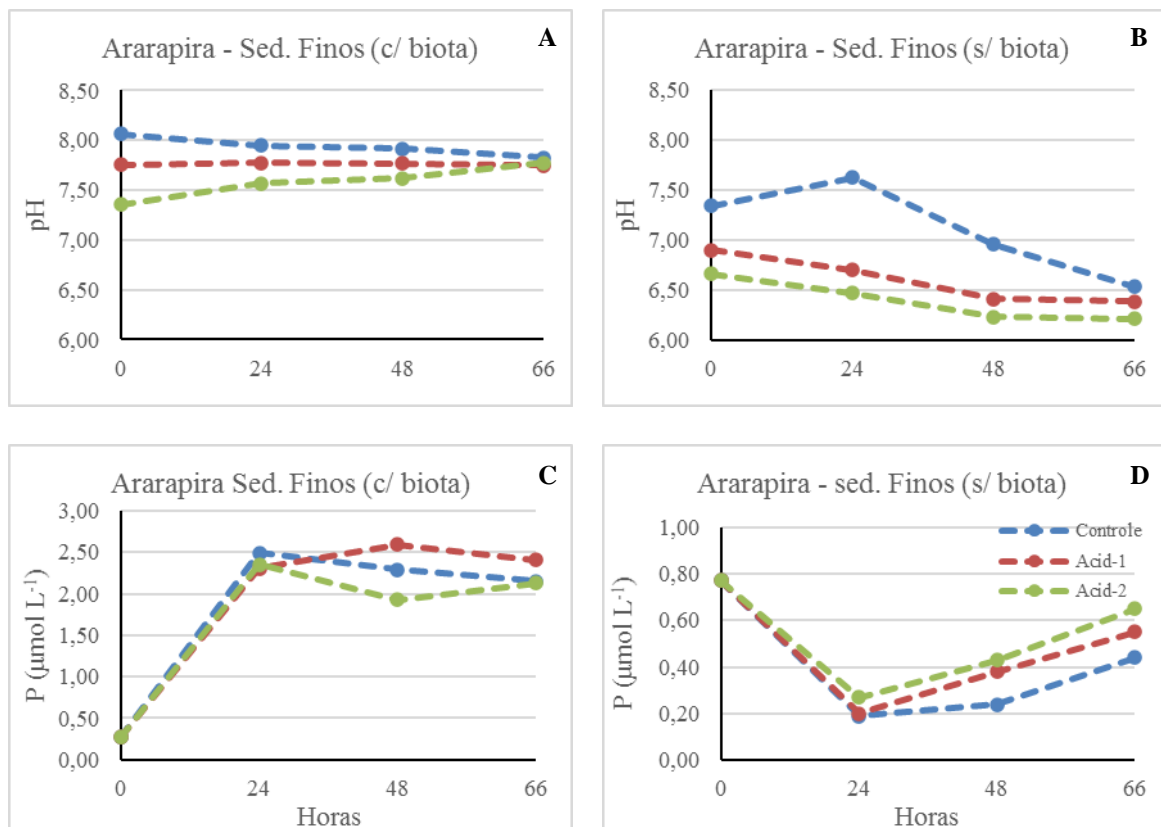 Ararapira - Sed. Finos (c/ biota)
A
8,50
8,00
7,50
7,00
6,50
6,00
pH
0 24 48 66
Ararapira - Sed. Finos (s/ biota)
B
8,50
8,00
7,50
7,00
6,50
6,00
pH
0 24 48 66
Ararapira Sed. Finos (c/ biota)
C
3,00
2,50
2,00
1,50
1,00
0,50
0,00
P (µmol L⁻¹)
0 24 48 66
Horas
Ararapira - sed. Finos (s/ biota)
D
1,00
0,80
0,60
0,40
0,20
0,00
P (µmol L⁻¹)
Controle
Acid-1
Acid-2
0 24 48 66
Horas